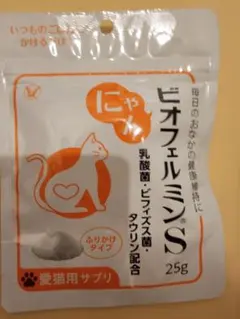 いつものごはんに
かけるだけ
にゃん
ビオフェルミン®S
25g
毎日のおなかの健康維持に
乳酸菌・ビフィズス菌・
タウリン配合
ふりかけ
タイプ
愛猫用サプリ